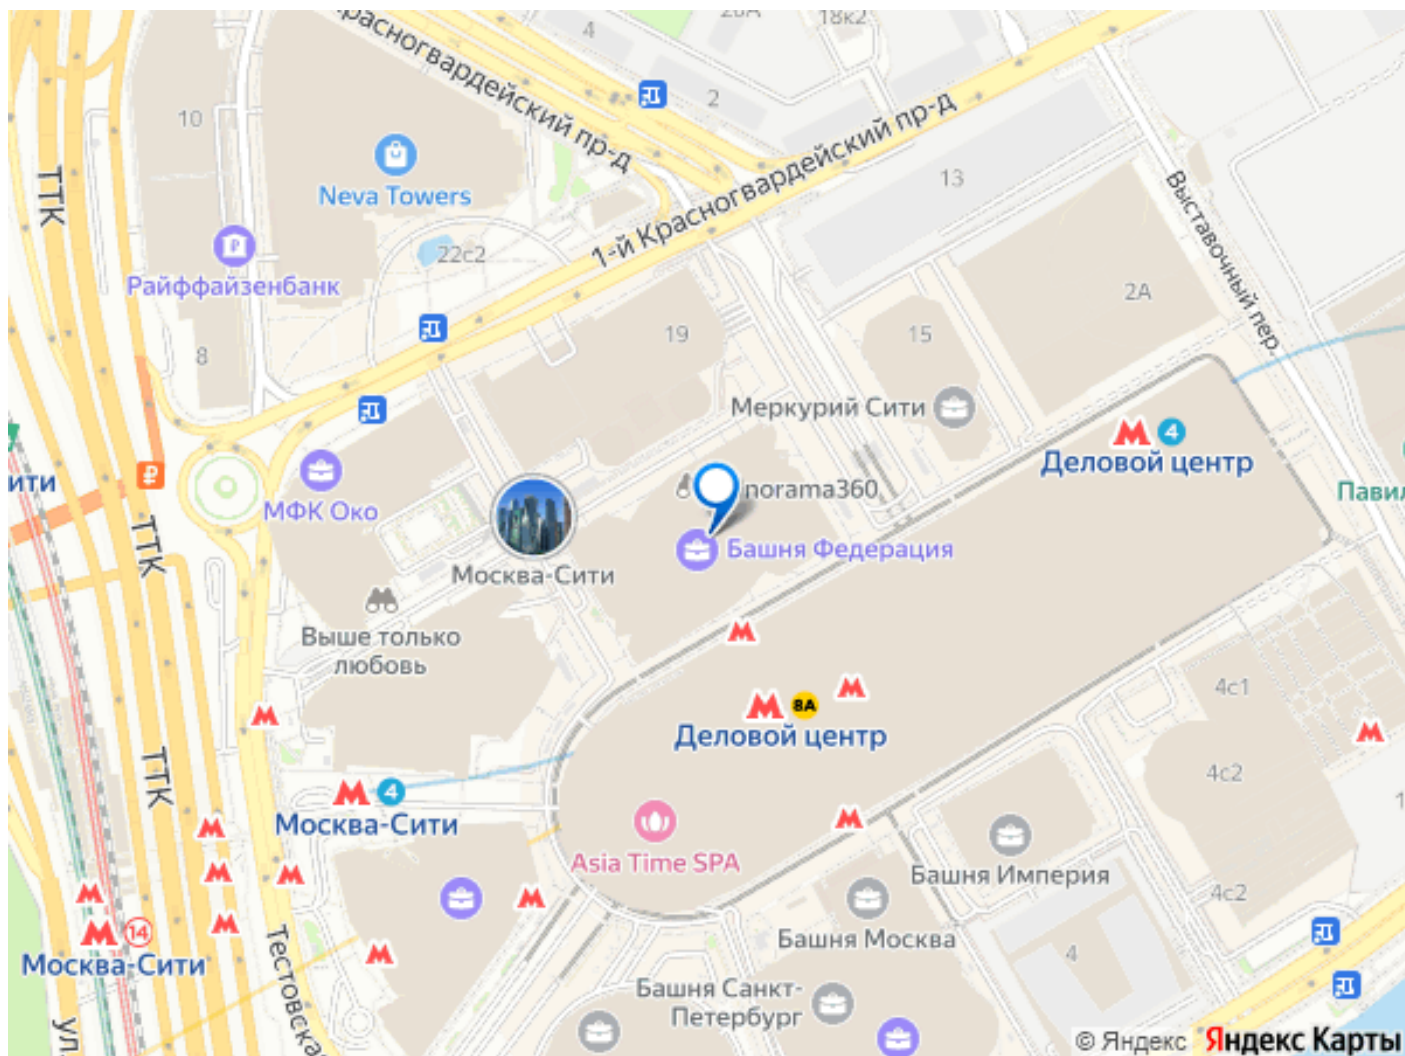 Красногвардейский пр-д
4
18к2
2
10
ТТК
Neva Towers
1-й Красногвардейский пр-д
13
Выставочный пер.
22с2
Райффайзенбанк
2А
19
15
8
Меркурий Сити
4
Деловой центр
ити
МФК Око
norama360
Павил
ТТК
Башня Федерация
Москва-Сити
Выше только
любовь
4с1
8А
Деловой центр
ТТК
4с2
4
Москва-Сити
Asia Time SPA
Башня Империя
4с2
14
Москва-Сити
Тестовская
Башня Москва
4
Башня Санкт-
Петербург
ул.
© Яндекс Яндекс Карты